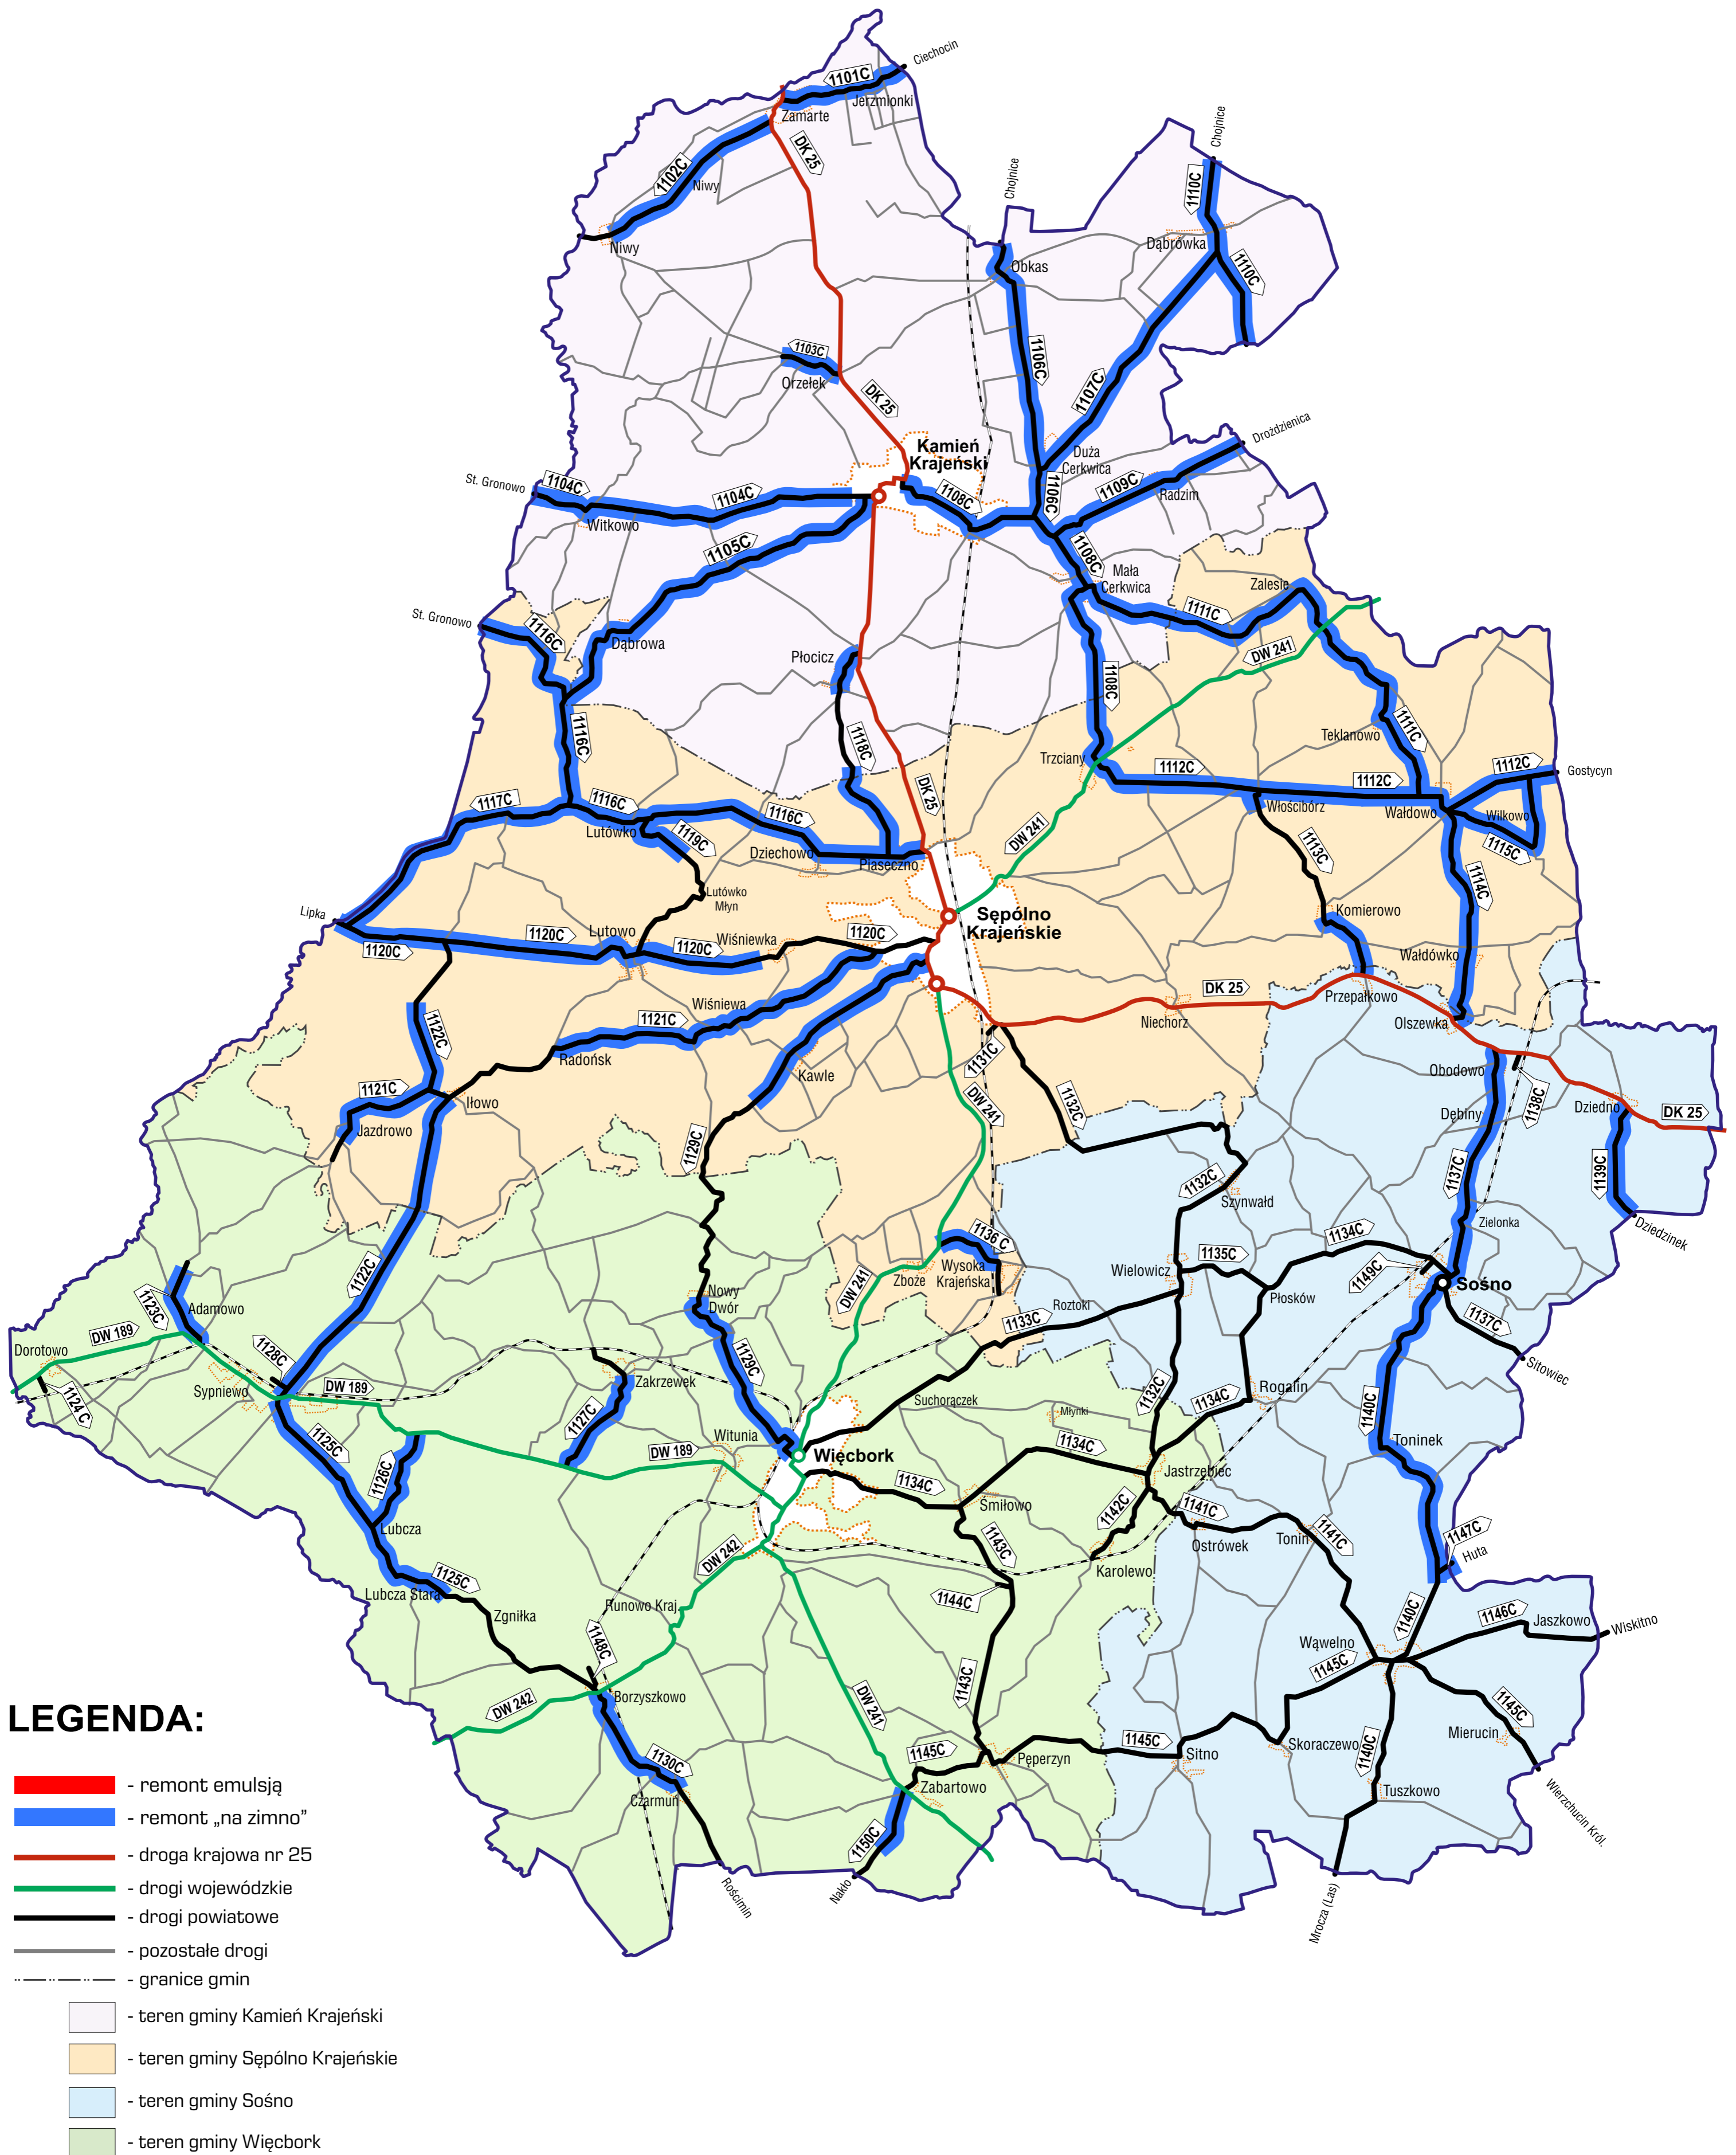 Ciechocin
1101C
Jerzmionki
Zamarte
DK 25
1102C
Niwy
Niwy
Chojnice
Chojnice
1110C
Dąbrówka
1110C
Obkas
1106C
1107C
1103C
Orzełek
DK 25
Kamień
Krajeński
Duża
Cerkwica
Drożdzienica
1109C
Radzim
1106C
1108C
St. Gronowo
1104C
1104C
Witkowo
1105C
1108C
Mała
Cerkwica
Zalesie
1111C
DW 241
St. Gronowo
1116C
Dąbrowa
Płocicz
1108C
1116C
1118C
Teklanowo
1111C
Trzciany
1112C
1112C
1112C
Gostycyn
DK 25
1117C
1116C
1116C
Lutówko
1119C
Dziechowo
Piaseczno
DW 241
Włościbórz
Wałdowo
Wilkowo
1115C
1113C
1114C
Lutówko
Młyn
Lipka
1120C
1120C
Lutowo
1120C
Wiśniewka
1120C
Sępólno
Krajeńskie
Komierowo
Wałdówko
Wiśniewa
1121C
DK 25
Przepałkowo
Niechorz
Olszewka
1122C
Radońsk
Kawle
1131C
1132C
DW 241
1121C
Iłowo
Jazdrowo
1129C
Obodowo
Dębiny
1138C
Dziedno
DK 25
1137C
1139C
1132C
Szynwałd
Zielonka
Dziedzinek
1136 C
Wysoka
Krajeńska
Zboże
1134C
1135C
Wielowicz
1149C
Sośno
Płosków
1122C
1123C
Adamowo
Nowy
Dwór
DW 241
Roztoki
1133C
1137C
Sitowiec
DW 189
Dorotowo
1128C
1129C
1124 C
Sypniewo
DW 189
Zakrzewek
1127C
Suchorączek
Młynki
1132C
Rogalin
1134C
1140C
Toninek
1125C
1126C
Witunia
DW 189
Więcbork
1134C
1134C
Jastrzębiec
Śmiłowo
1142C
1141C
Ostrówek
Tonin
1141C
Lubcza
1143C
Karolewo
1147C
Huta
DW 242
1125C
Lubcza Stara
Zgniłka
Runowo Kraj.
1144C
1140C
1146C
Jaszkowo
Wiskitno
1148C
Wąwelno
1145C
1143C
Borzyszkowo
DW 242
DW 241
1145C
Mierucin
1130C
Czarmuń
1145C
Pęperzyn
1145C
Sitno
Skoraczewo
1140C
Zabartowo
Tuszkowo
Wierzchucin Król.
1150C
Nakło
Rościmin
Mrocza (Las)
LEGENDA:
- remont emulsją
- remont „na zimno”
- droga krajowa nr 25
- drogi wojewódzkie
- drogi powiatowe
- pozostałe drogi
- granice gmin
- teren gminy Kamień Krajeński
- teren gminy Sępólno Krajeńskie
- teren gminy Sośno
- teren gminy Więcbork